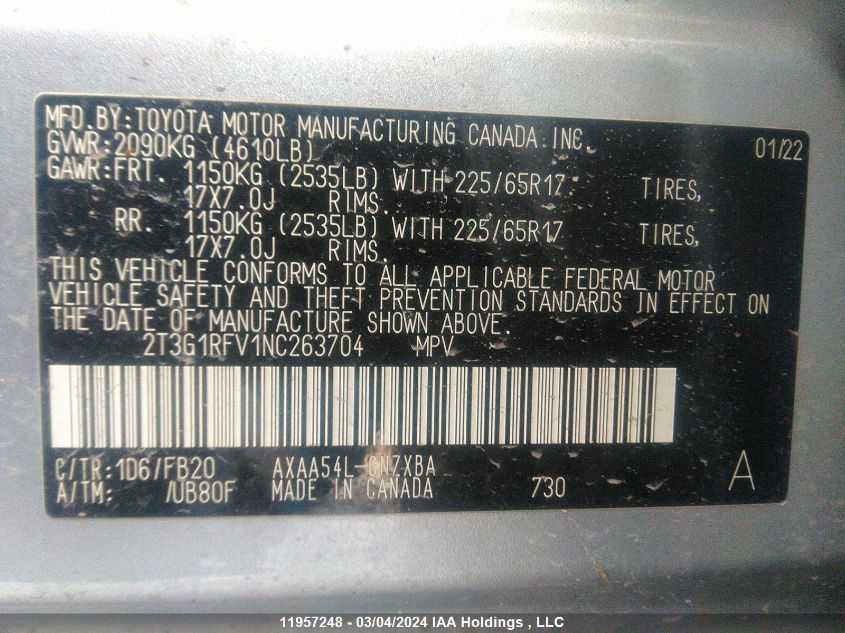 MFD. BY: TOYOTA MOTOR MANUFACTURING CANADA INC. 01/22
GVWR: 2090KG (4610LB)
GAWR: FRT. 1150KG (2535LB) WITH 225/65R17 TIRES,
17X7.0J RIMS.
RR. 1150KG (2535LB) WITH 225/65R17 TIRES,
17X7.0J RIMS.
THIS VEHICLE CONFORMS TO ALL APPLICABLE FEDERAL MOTOR
VEHICLE SAFETY AND THEFT PREVENTION STANDARDS IN EFFECT ON
THE DATE OF MANUFACTURE SHOWN ABOVE.
2T3G1RFV1NC263704 MPV
C/TR: 1D6/FB20 AXAA54L-CNZXBA
A/TM: /UB80F MADE IN CANADA 730 A
11957248 - 03/04/2024 IAA Holdings , LLC